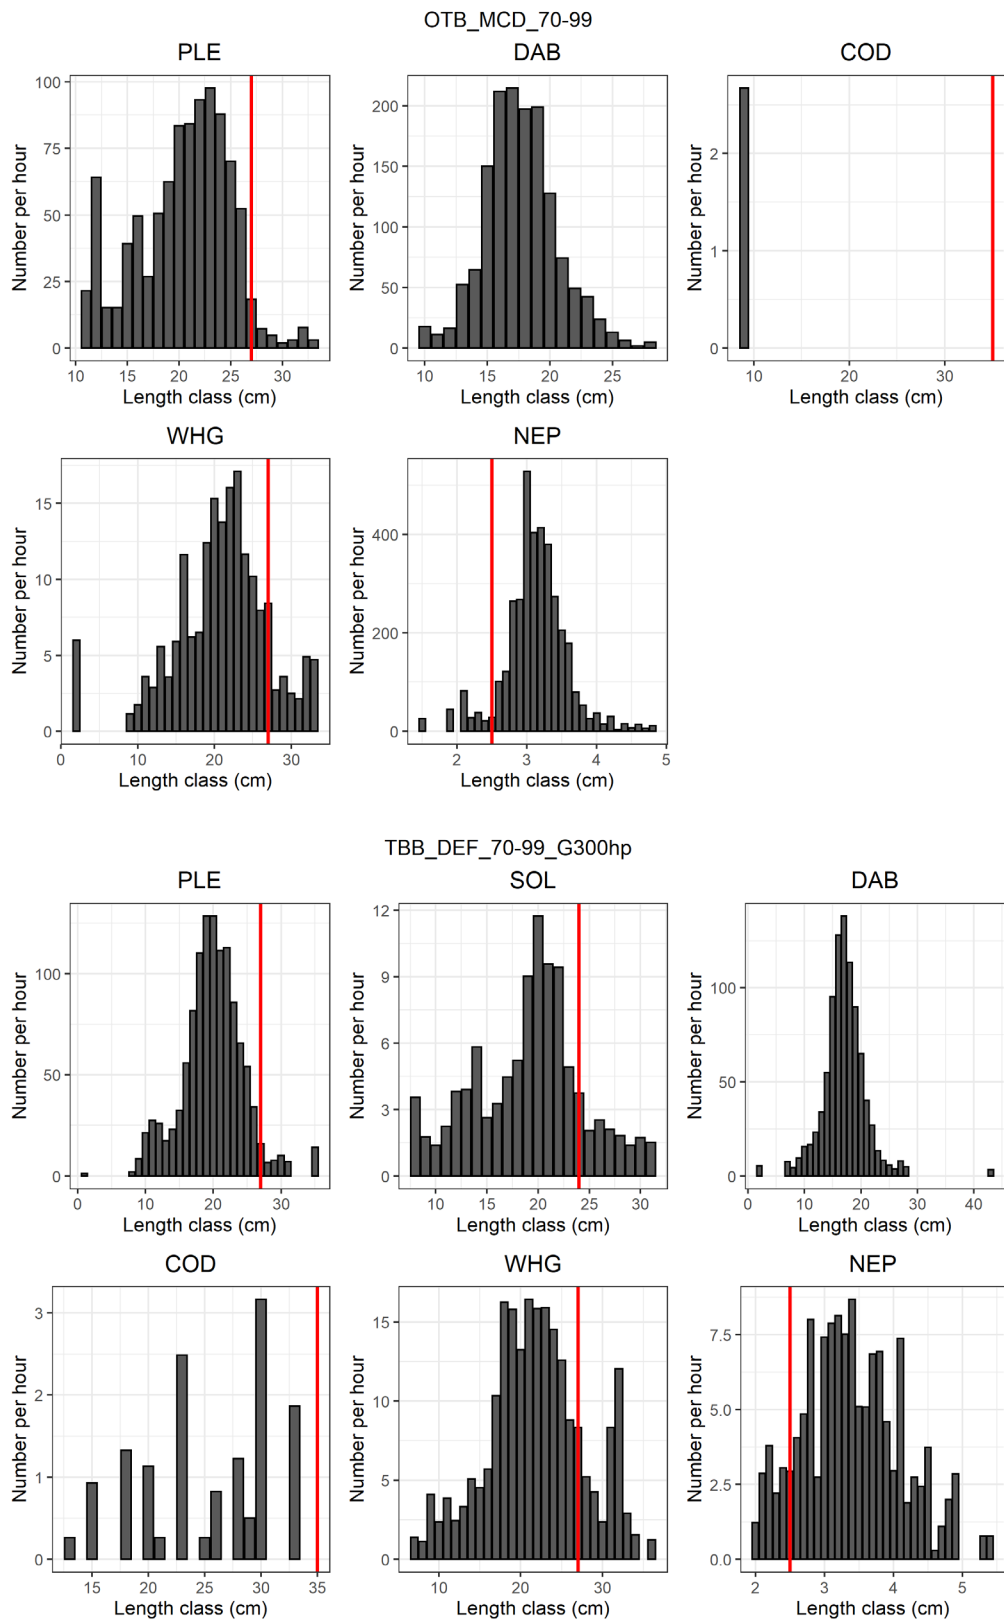 OTB_MCD_70-99
PLE DAB COD
100
75
50
25
0
10 15 20 25 30
Number per hour
Length class (cm)
200
150
100
50
0
10 15 20 25
Number per hour
Length class (cm)
2
1
0
10 20 30
Number per hour
Length class (cm)
WHG NEP
15
10
5
0
0 10 20 30
Number per hour
Length class (cm)
400
200
0
2 3 4 5
Number per hour
Length class (cm)
TBB_DEF_70-99_G300hp
PLE SOL DAB
100
50
0
0 10 20 30
Number per hour
Length class (cm)
12
9
6
3
0
10 15 20 25 30
Number per hour
Length class (cm)
100
50
0
0 10 20 30 40
Number per hour
Length class (cm)
COD WHG NEP
3
2
1
0
15 20 25 30 35
Number per hour
Length class (cm)
15
10
5
0
10 20 30
Number per hour
Length class (cm)
7.5
5.0
2.5
0.0
2 3 4 5
Number per hour
Length class (cm)